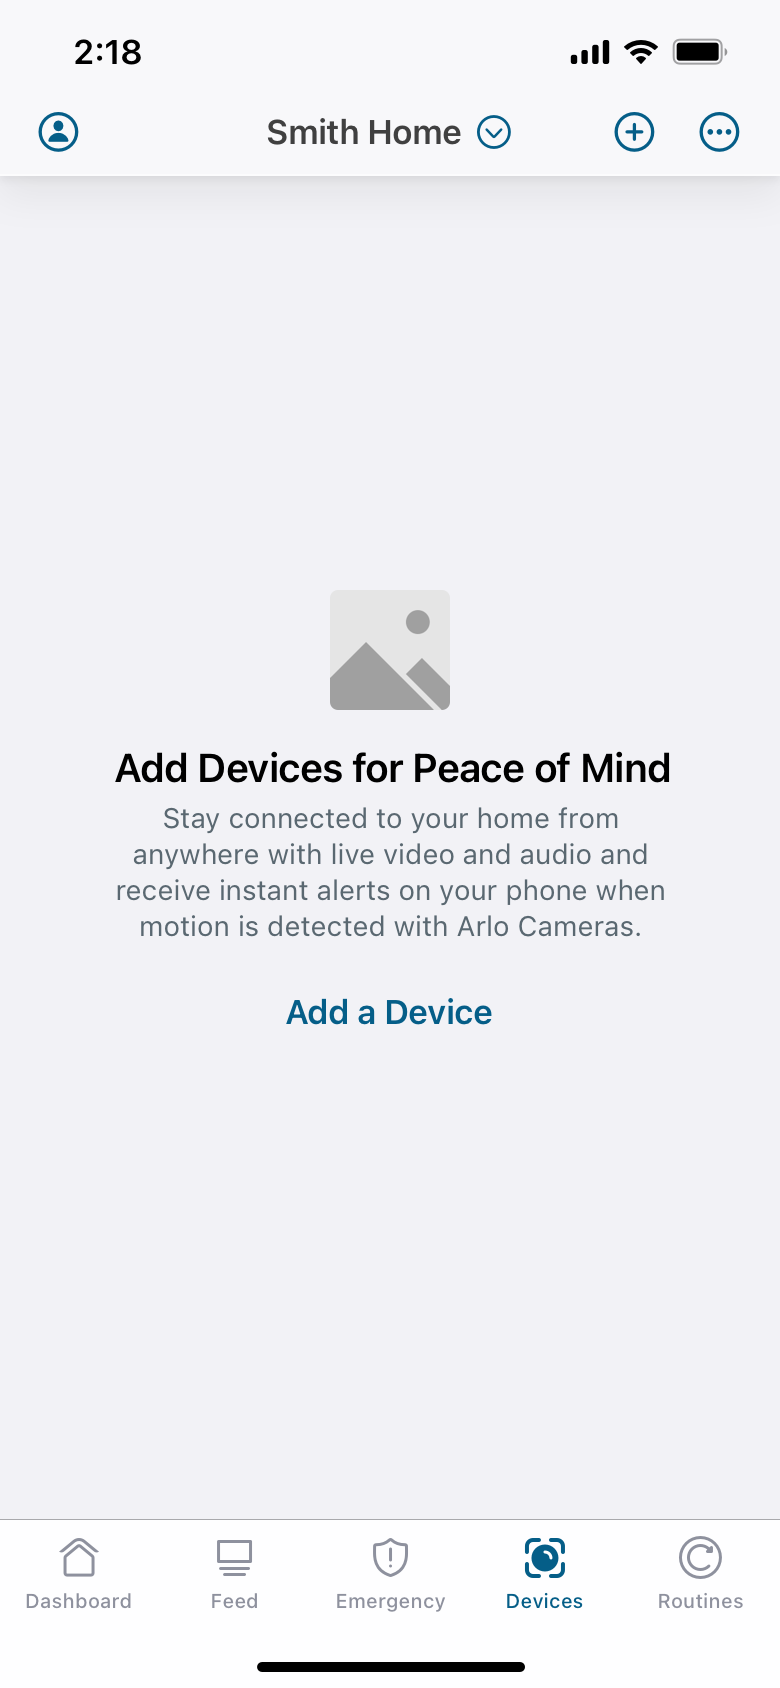 2:18
Smith Home
Add Devices for Peace of Mind
Stay connected to your home from
anywhere with live video and audio and
receive instant alerts on your phone when
motion is detected with Arlo Cameras.
Add a Device
Dashboard
Feed
Emergency
Devices
Routines